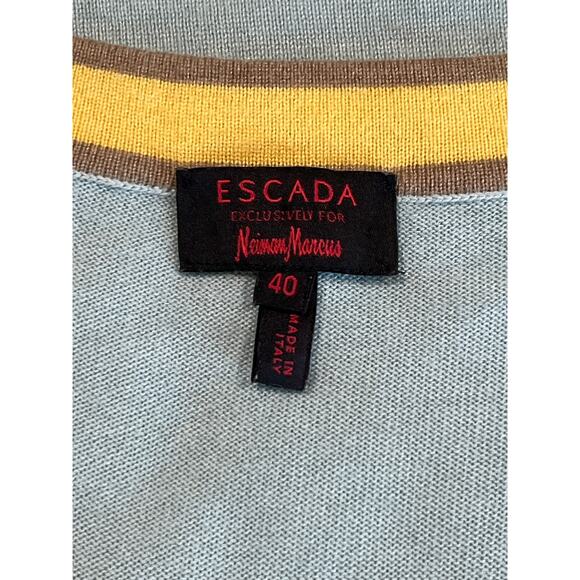 ESCADA
EXCLUSIVELY FOR
Neiman Marcus
40
MADE IN
ITALY